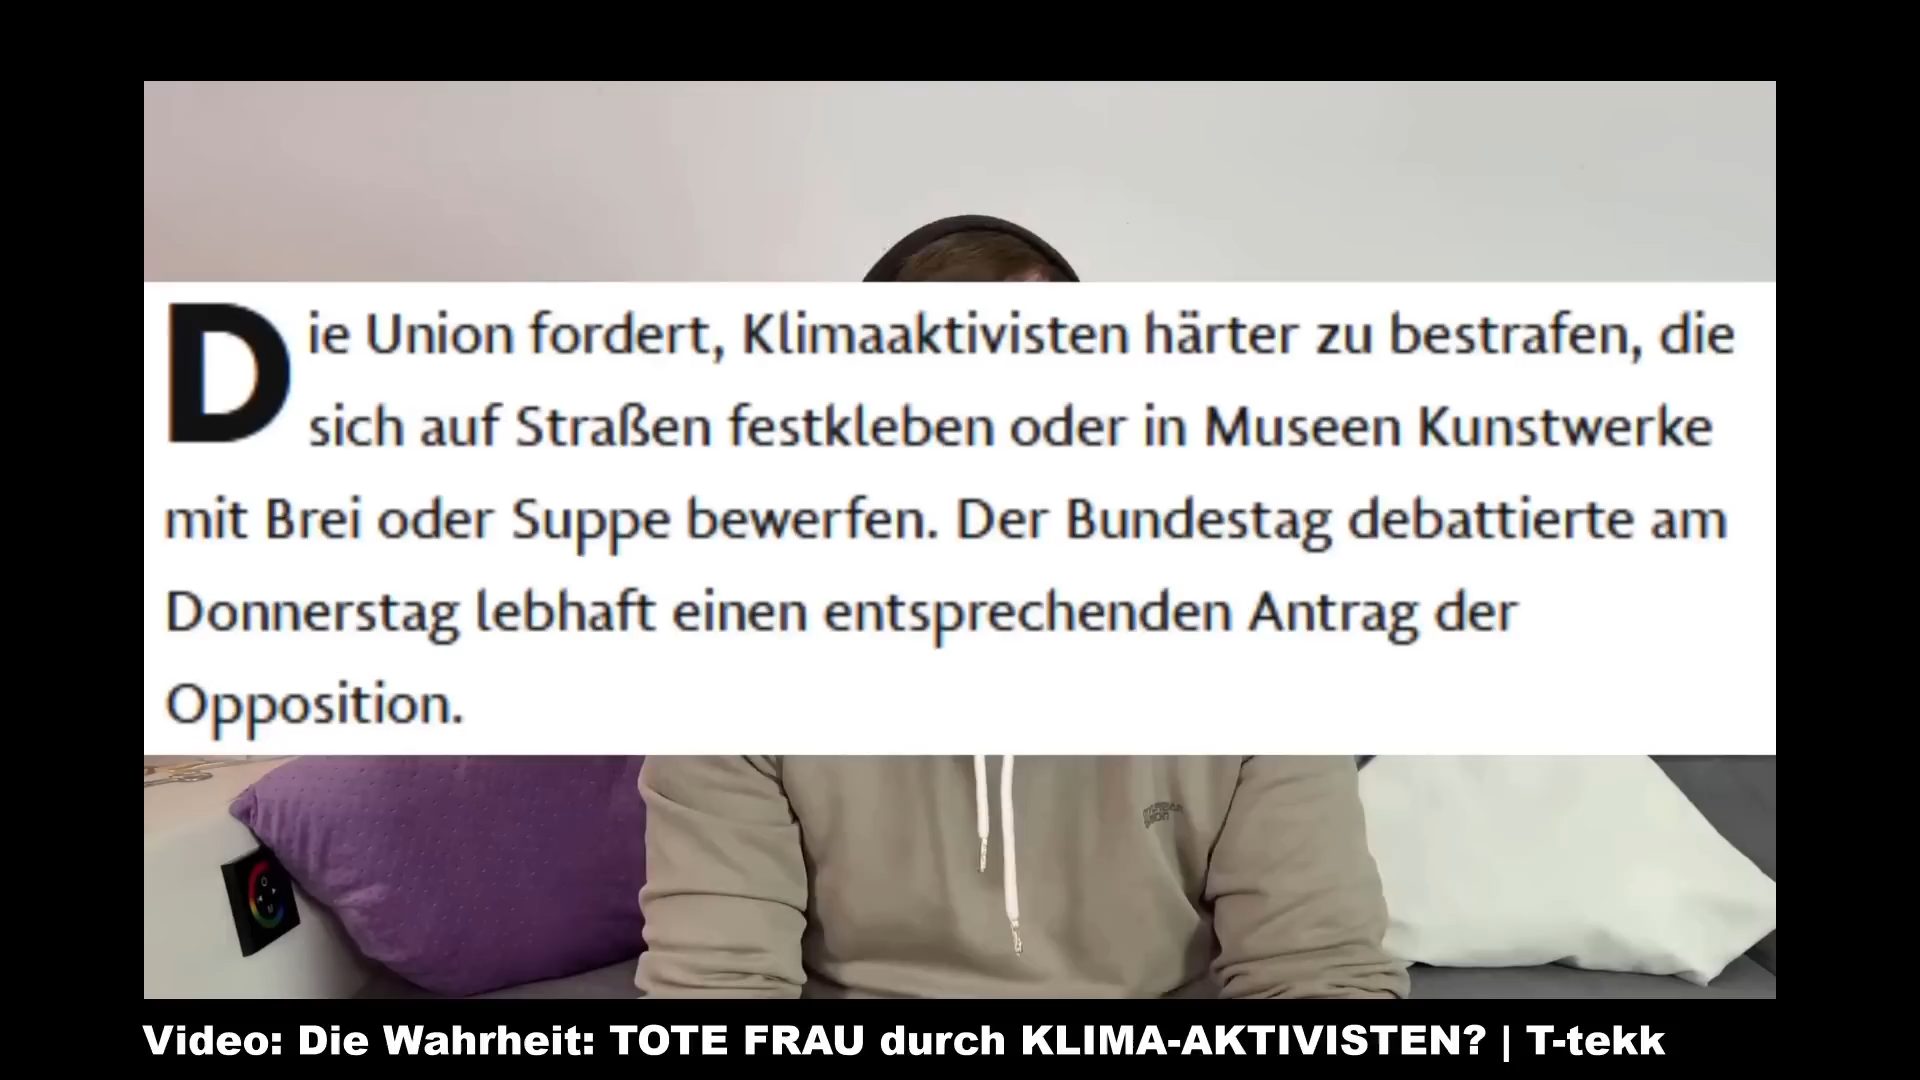 Die Union fordert, Klimaaktivisten härter zu bestrafen, die
sich auf Straßen festkleben oder in Museen Kunstwerke
mit Brei oder Suppe bewerfen. Der Bundestag debattierte am
Donnerstag lebhaft einen entsprechenden Antrag der
Opposition.
Video: Die Wahrheit: TOTE FRAU durch KLIMA-AKTIVISTEN? | T-tekk